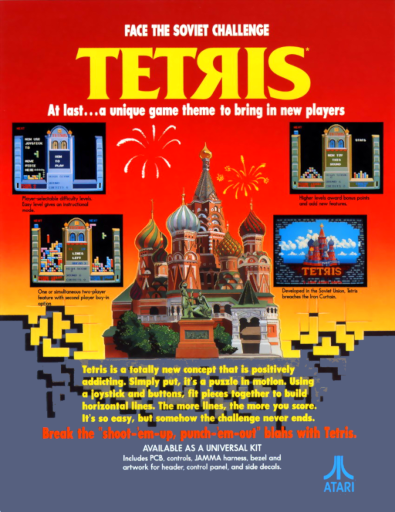 FACE THE SOVIET CHALLENGE
TETЯIS®
At last...a unique game theme to bring in new players
Player-selectable difficulty levels.
Easy level gives an instructional
mode.
Higher levels award bonus points
and add new features.
One or simultaneous two-player
feature with second player buy-in
option.
TETRIS
Developed in the Soviet Union, Tetris
breaches the Iron Curtain.
Tetris is a totally new concept that is positively
addicting. Simply put, it's a puzzle in motion. Using
a joystick and buttons, fit pieces together to build
horizontal lines. The more lines, the more you score.
It's so easy, but somehow the challenge never ends.
Break the "shoot-em-up, punch-em-out" blahs with Tetris.
AVAILABLE AS A UNIVERSAL KIT
Includes PCB, controls, JAMMA harness, bezel and
artwork for header, control panel, and side decals.
ATARI